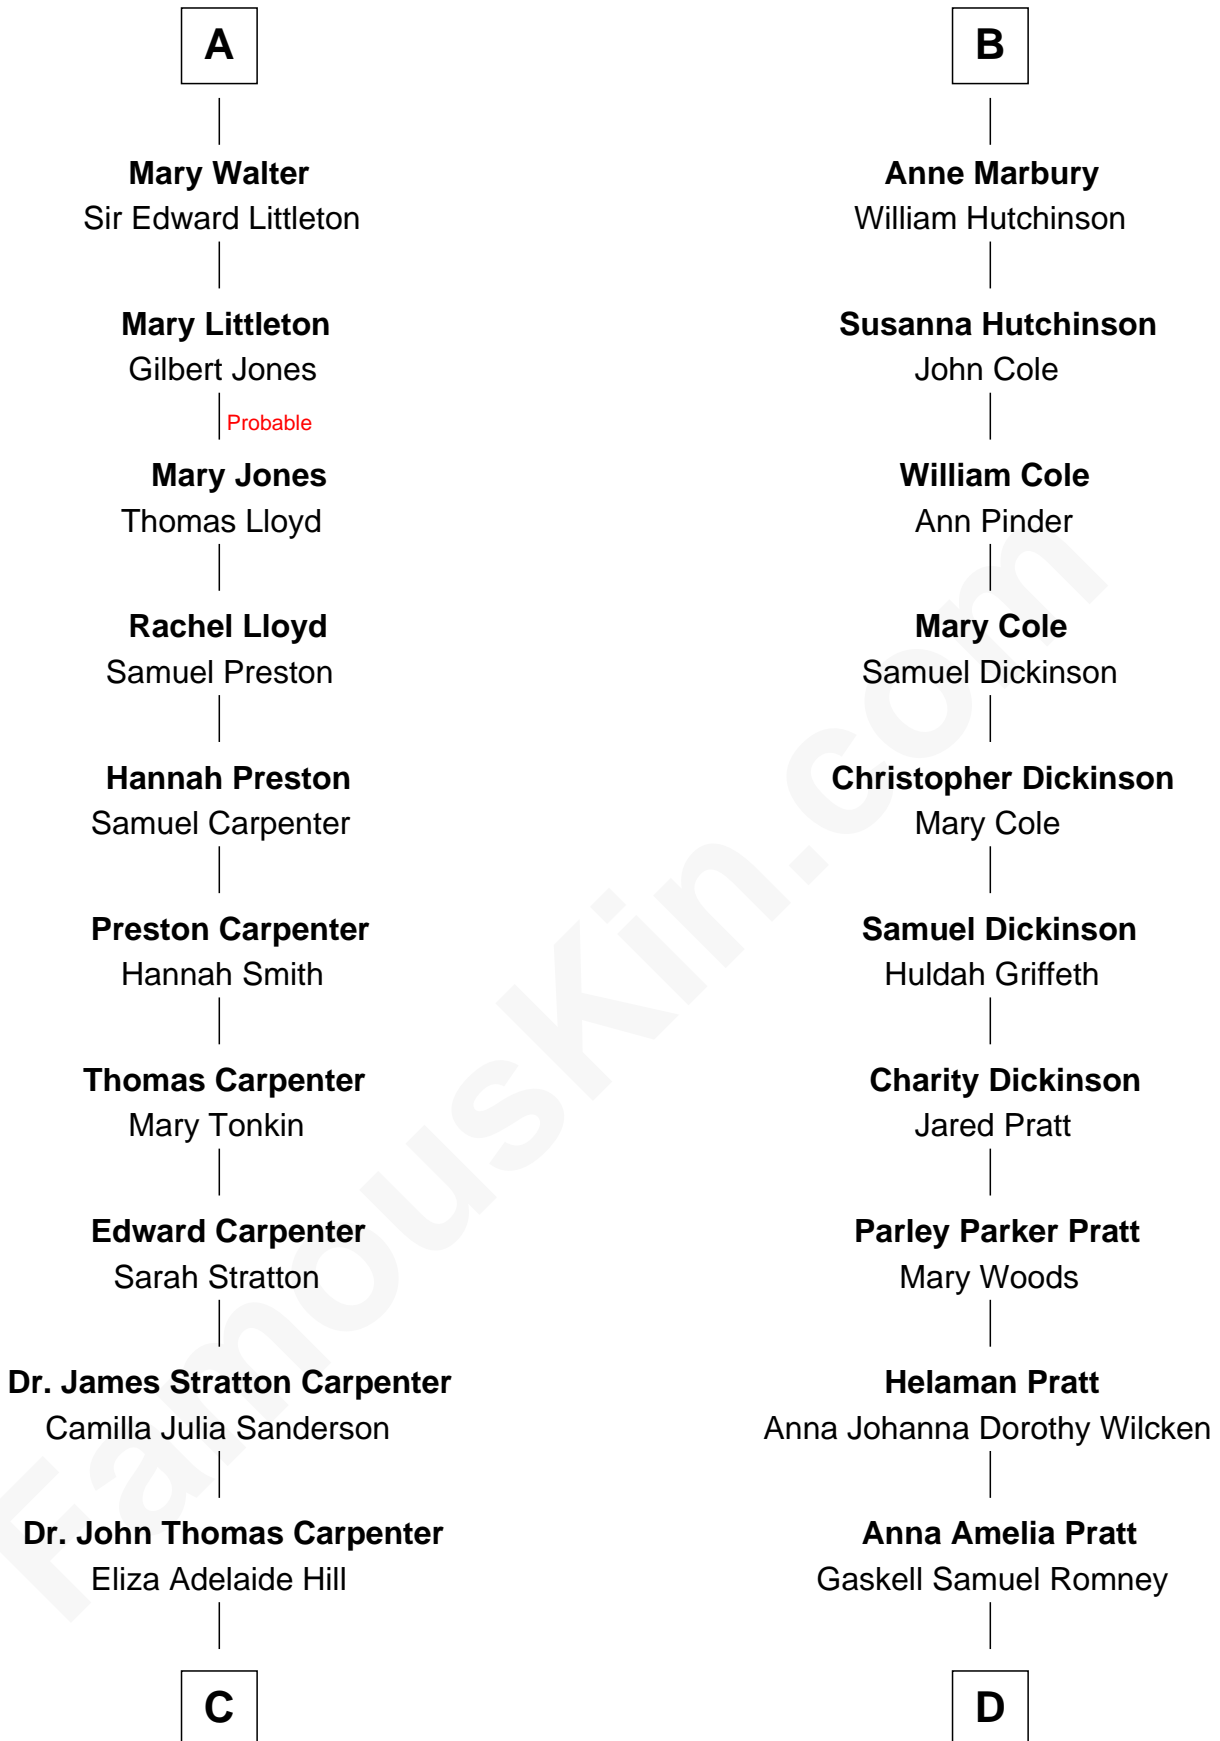 A
Mary Walter
Sir Edward Littleton
Mary Littleton
Gilbert Jones
Probable
Mary Jones
Thomas Lloyd
Rachel Lloyd
Samuel Preston
Hannah Preston
Samuel Carpenter
Preston Carpenter
Hannah Smith
Thomas Carpenter
Mary Tonkin
Edward Carpenter
Sarah Stratton
Dr. James Stratton Carpenter
Camilla Julia Sanderson
Dr. John Thomas Carpenter
Eliza Adelaide Hill
C
B
Anne Marbury
William Hutchinson
Susanna Hutchinson
John Cole
William Cole
Ann Pinder
Mary Cole
Samuel Dickinson
Christopher Dickinson
Mary Cole
Samuel Dickinson
Huldah Griffeth
Charity Dickinson
Jared Pratt
Parley Parker Pratt
Mary Woods
Helaman Pratt
Anna Johanna Dorothy Wilcken
Anna Amelia Pratt
Gaskell Samuel Romney
D
FamousKin.com